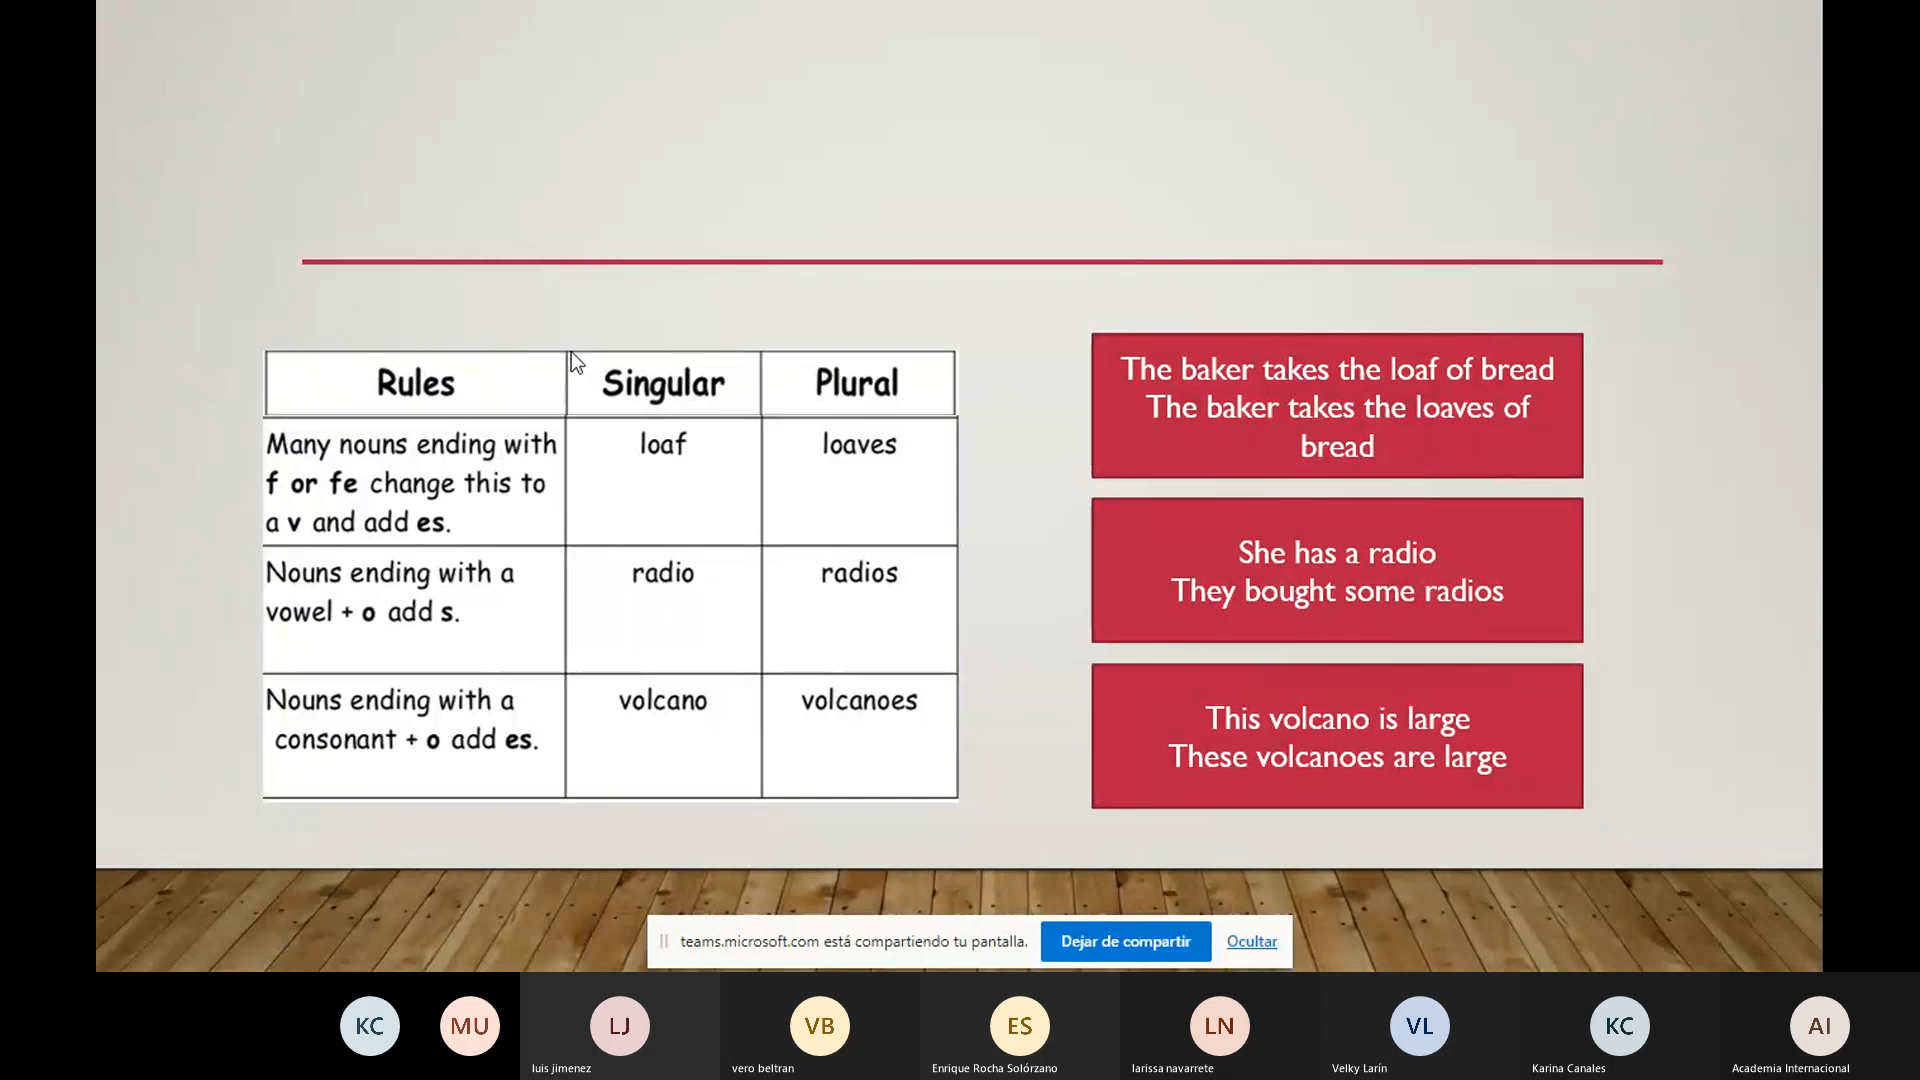 Rules Singular Plural
Many nouns ending with loaf loaves
f or fe change this to
a v and add es.
Nouns ending with a radio radios
vowel + o add s.
Nouns ending with a volcano volcanoes
consonant + o add es.
The baker takes the loaf of bread
The baker takes the loaves of
bread
She has a radio
They bought some radios
This volcano is large
These volcanoes are large
teams.microsoft.com está compartiendo tu pantalla. Dejar de compartir Ocultar
KC MU LJ VB ES LN VL KC AI
luis jimenez vero beltran Enrique Rocha Solórzano larissa navarrete Velky Larín Karina Canales Academia Internacional